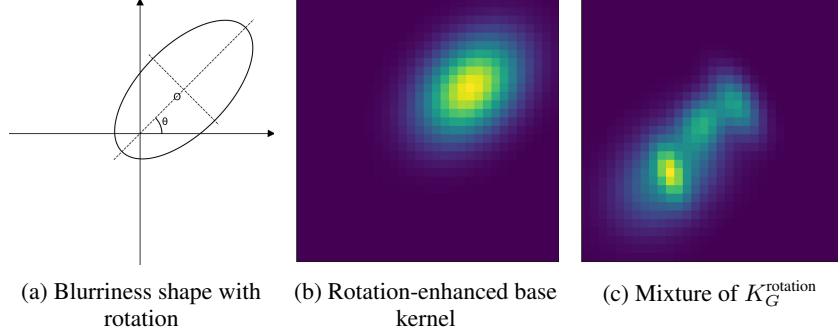 O
θ
(a) Blurriness shape with
rotation
(b) Rotation-enhanced base
kernel
(c) Mixture of K_G^rotation